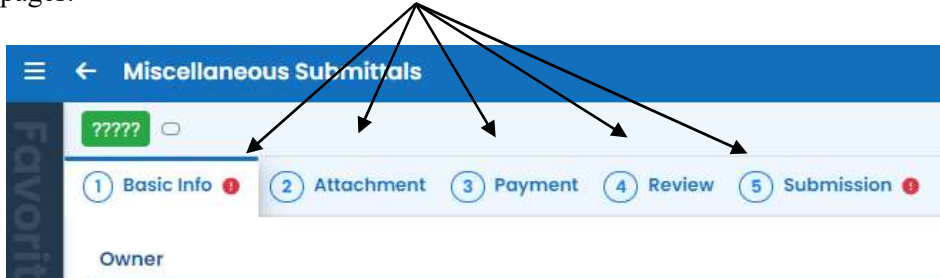 pages.
Miscellaneous Submittals
?????
1 Basic Info 2 Attachment 3 Payment 4 Review 5 Submission
Owner
Favorit